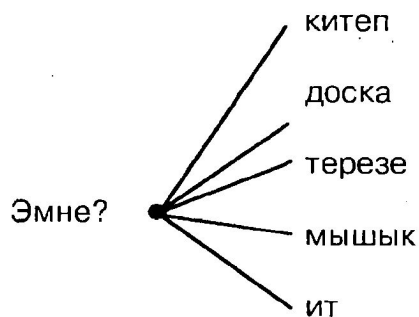 китеп
доска
терезе
Эмне?
мышык
ит